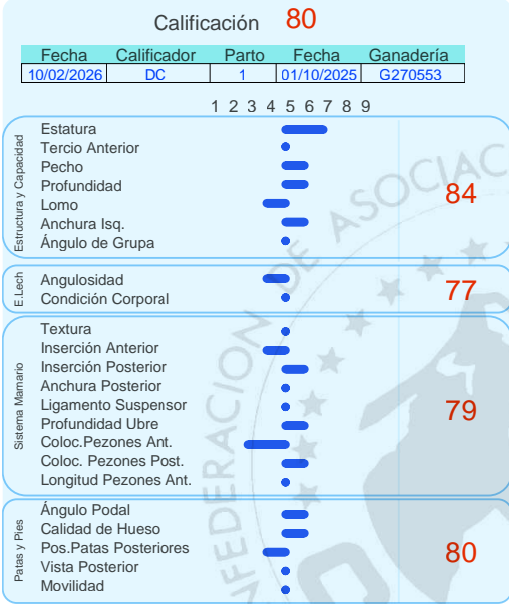 Calificación 80
Fecha Calificador Parto Fecha Ganadería
10/02/2026 DC 1 01/10/2025 G270553
1 2 3 4 5 6 7 8 9
Estructura y Capacidad
Estatura
Tercio Anterior
Pecho
Profundidad
Lomo
Anchura Isq.
Ángulo de Grupa
84
E.Lech
Angulosidad
Condición Corporal
77
Sistema Mamario
Textura
Inserción Anterior
Inserción Posterior
Anchura Posterior
Ligamento Suspensor
Profundidad Ubre
Coloc.Pezones Ant.
Coloc. Pezones Post.
Longitud Pezones Ant.
79
Patas y Pies
Ángulo Podal
Calidad de Hueso
Pos.Patas Posteriores
Vista Posterior
Movilidad
80
NFEDERACION DE ASOCIAC